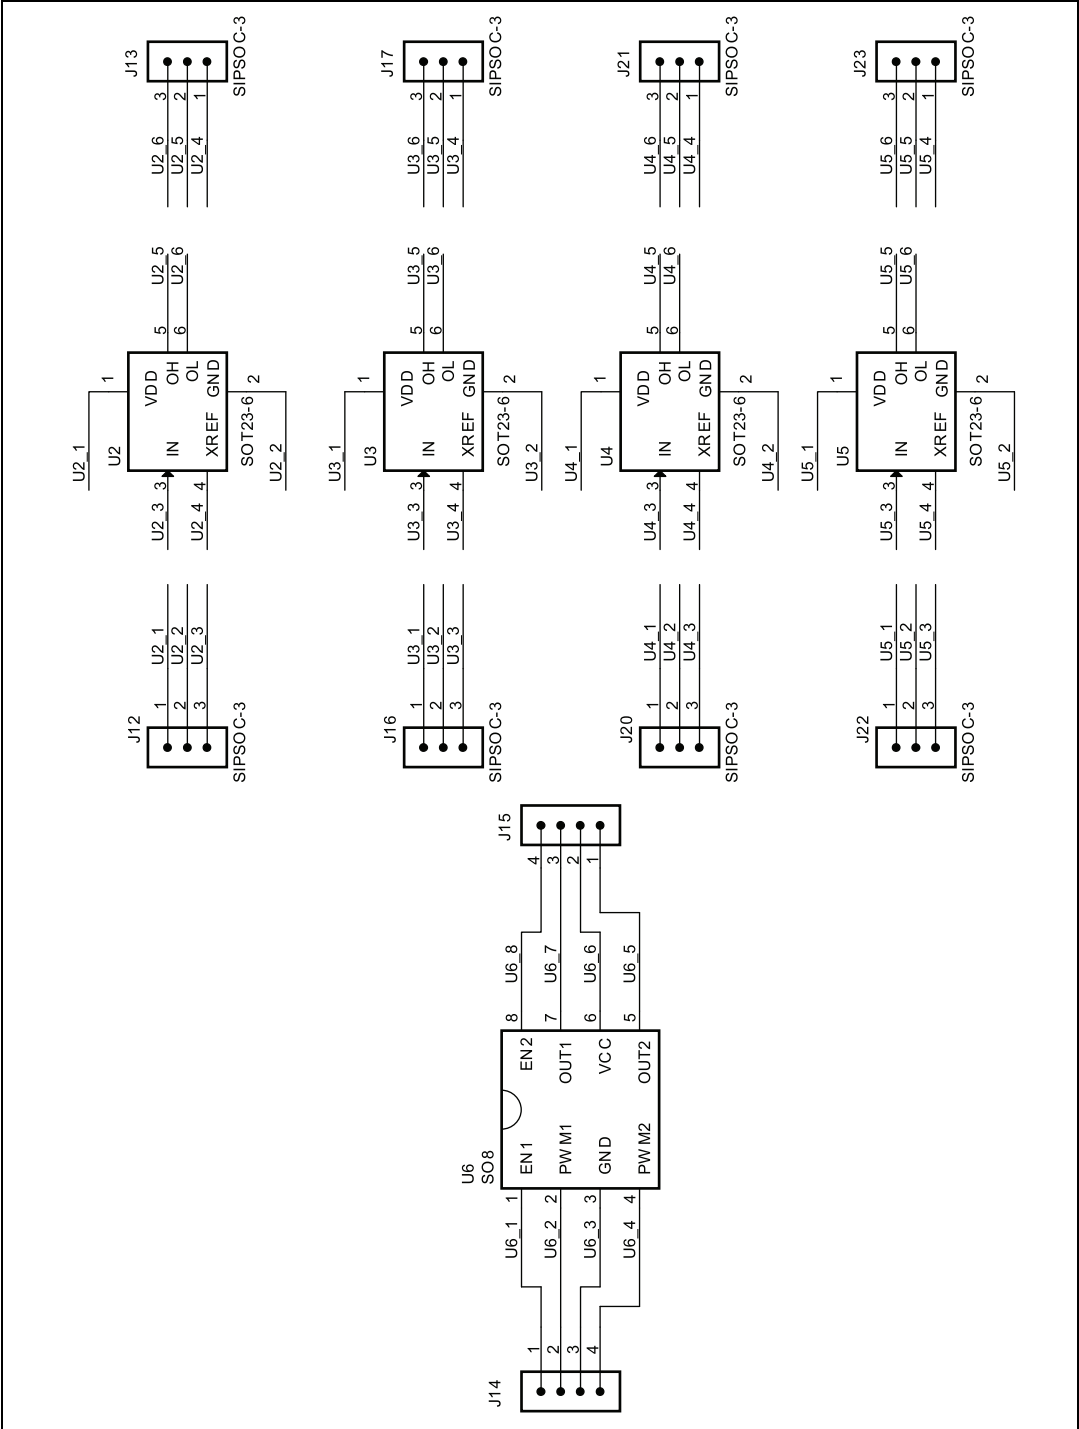 J13
SIPSOC-3
3
2
1
U2_6
U2_5
U2_4
J17
SIPSOC-3
3
2
1
U3_6
U3_5
U3_4
J21
SIPSOC-3
3
2
1
U4_6
U4_5
U4_4
J23
SIPSOC-3
3
2
1
U5_6
U5_5
U5_4
U2_5
U2_6
5
6
1
VDD
OH
OL
GND
2
IN
XREF
U2
SOT23-6
U2_1
U2_2
3
4
U2_3
U2_4
U3_5
U3_6
5
6
1
VDD
OH
OL
GND
2
IN
XREF
U3
SOT23-6
U3_1
U3_2
3
4
U3_3
U3_4
U4_5
U4_6
5
6
1
VDD
OH
OL
GND
2
IN
XREF
U4
SOT23-6
U4_1
U4_2
3
4
U4_3
U4_4
U5_5
U5_6
5
6
1
VDD
OH
OL
GND
2
IN
XREF
U5
SOT23-6
U5_1
U5_2
3
4
U5_3
U5_4
U2_1
U2_2
U2_3
1
2
3
J12
SIPSOC-3
U3_1
U3_2
U3_3
1
2
3
J16
SIPSOC-3
U4_1
U4_2
U4_3
1
2
3
J20
SIPSOC-3
U5_1
U5_2
U5_3
1
2
3
J22
SIPSOC-3
J15
4
3
2
1
U6_8
U6_7
U6_6
U6_5
8
7
6
5
EN2
OUT1
VCC
OUT2
EN1
PWM1
GND
PWM2
U6
SO8
1
2
3
4
U6_1
U6_2
U6_3
U6_4
1
2
3
4
J14